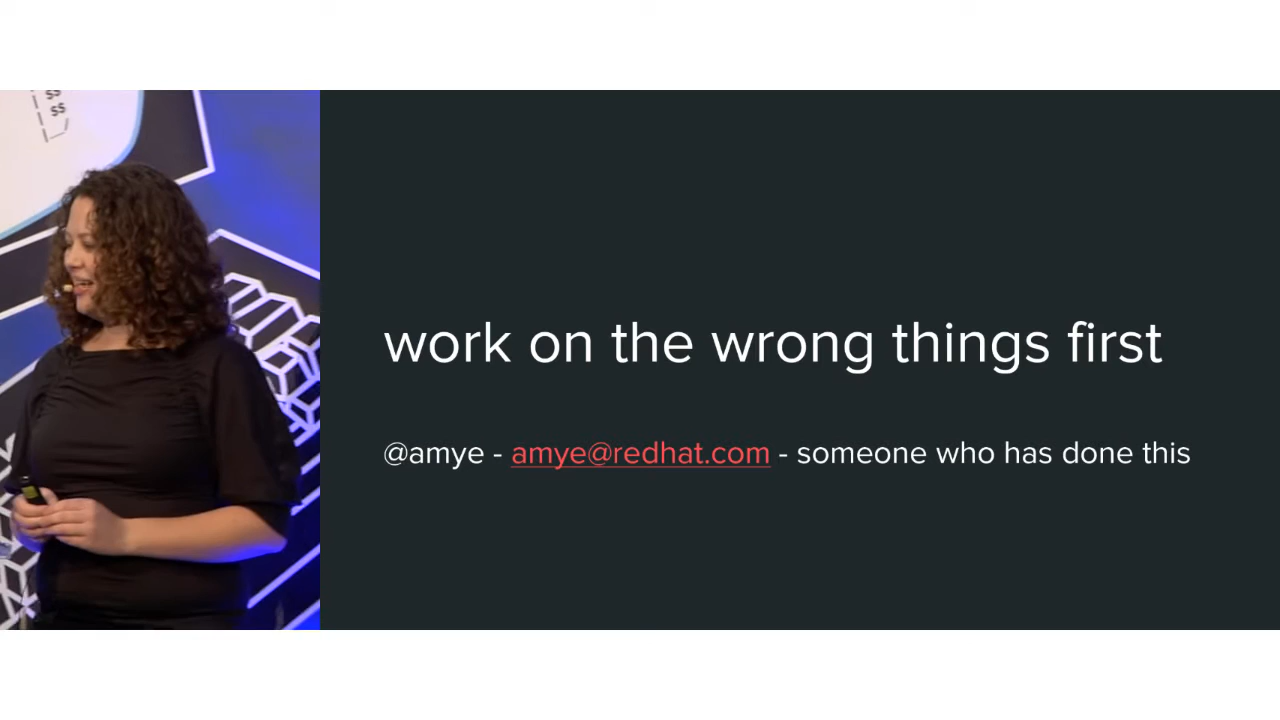 $$
$$
work on the wrong things first
@amye - amye@redhat.com - someone who has done this